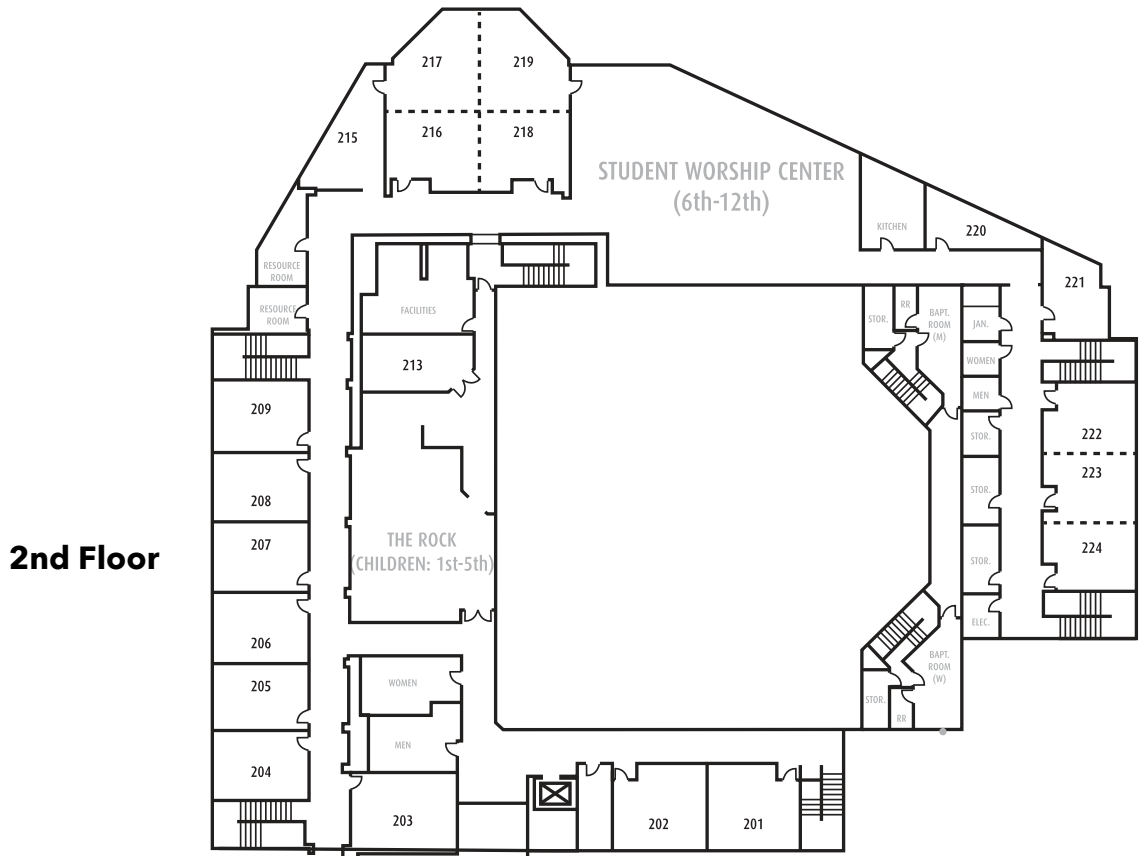 217
219
216
218
215
STUDENT WORSHIP CENTER
(6th-12th)
KITCHEN
220
RESOURCE
ROOM
221
RESOURCE
ROOM
FACILITIES
STOR.
RR
BAPT.
ROOM
(M)
JAN.
WOMEN
213
MEN
209
222
STOR.
223
208
STOR.
2nd Floor
207
THE ROCK
(CHILDREN: 1st-5th)
224
STOR.
206
ELEC.
205
WOMEN
BAPT.
ROOM
(W)
STOR.
RR
MEN
204
203
202
201